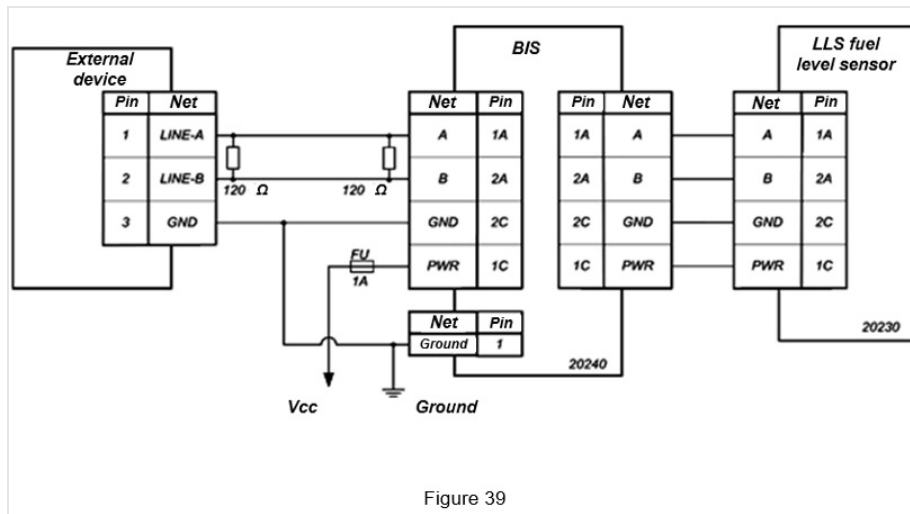 External device
Pin Net
1 LINE-A
2 LINE-B
3 GND
120 Ω
120 Ω
FU
1A
Vcc
Ground
BIS
Net Pin
A 1A
B 2A
GND 2C
PWR 1C
Net Pin
Ground 1
Pin Net
1A A
2A B
2C GND
1C PWR
20240
LLS fuel
level sensor
Net Pin
A 1A
B 2A
GND 2C
PWR 1C
20230
Figure 39